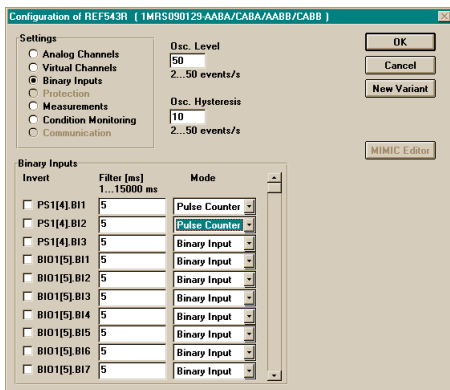 Configuration of REF543R ( 1MRS090129-AABA/CABA/AABB/CABB )
Settings
Analog Channels
Virtual Channels
Binary Inputs
Protection
Measurements
Condition Monitoring
Communication
Osc. Level
50
2...50 events/s
Osc. Hysteresis
10
2...50 events/s
OK
Cancel
New Variant
MIMIC Editor
Binary Inputs
Invert Filter [ms] Mode
1...15000 ms
PS1[4].BI1 5 Pulse Counter
PS1[4].BI2 5 Pulse Counter
PS1[4].BI3 5 Binary Input
BIO1[5].BI1 5 Binary Input
BIO1[5].BI2 5 Binary Input
BIO1[5].BI3 5 Binary Input
BIO1[5].BI4 5 Binary Input
BIO1[5].BI5 5 Binary Input
BIO1[5].BI6 5 Binary Input
BIO1[5].BI7 5 Binary Input